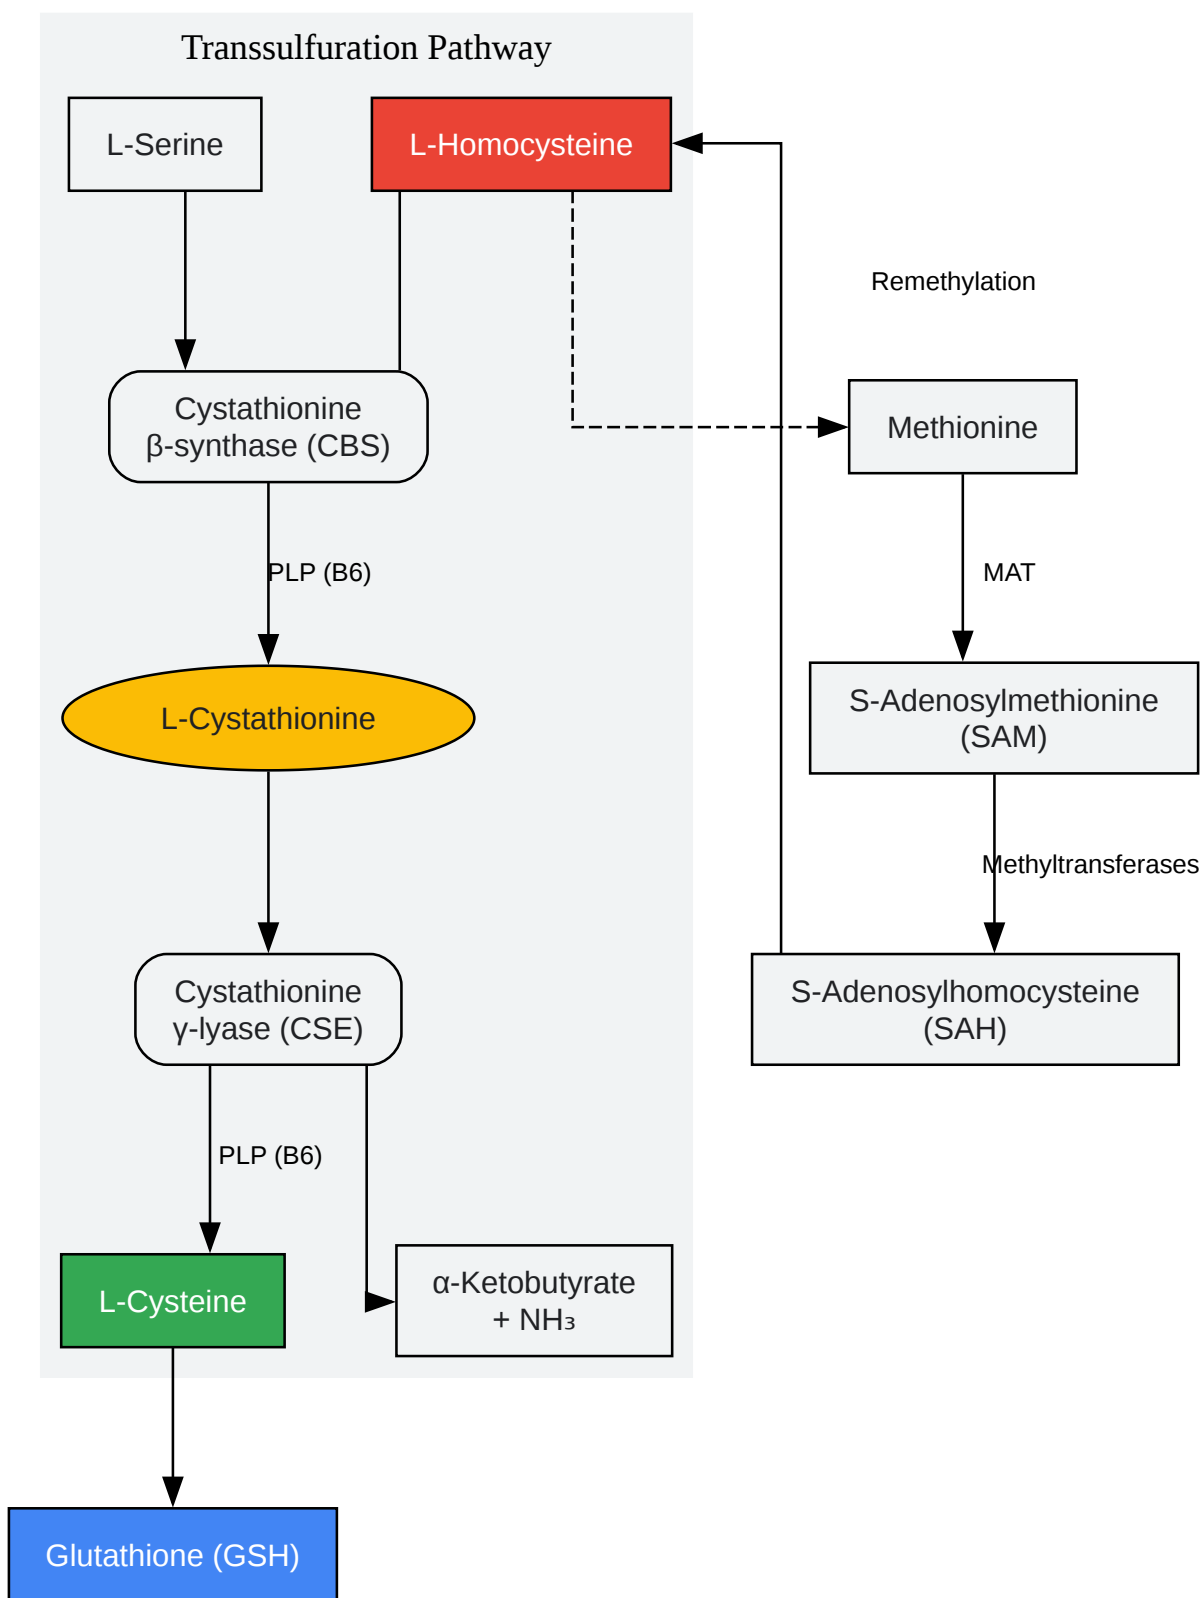 Transsulfuration Pathway
L-Serine
L-Homocysteine
Remethylation
Cystathionine
β-synthase (CBS)
Methionine
PLP (B6)
MAT
L-Cystathionine
S-Adenosylmethionine
(SAM)
Methyltransferases
Cystathionine
γ-lyase (CSE)
S-Adenosylhomocysteine
(SAH)
PLP (B6)
L-Cysteine
α-Ketobutyrate
+ NH₃
Glutathione (GSH)